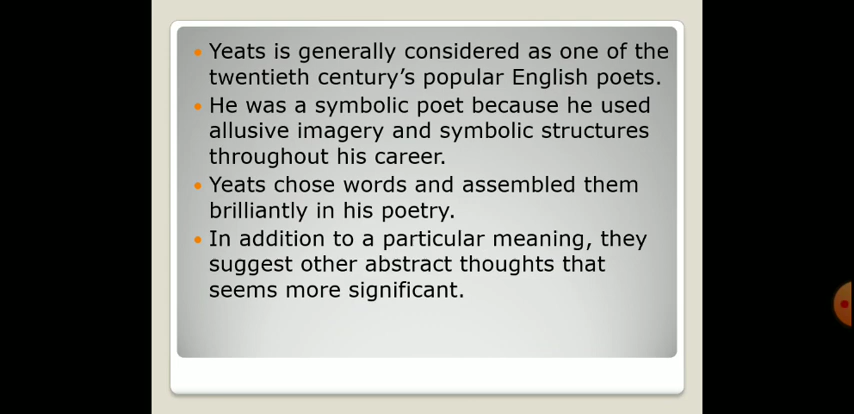 • Yeats is generally considered as one of the
twentieth century’s popular English poets.
• He was a symbolic poet because he used
allusive imagery and symbolic structures
throughout his career.
• Yeats chose words and assembled them
brilliantly in his poetry.
• In addition to a particular meaning, they
suggest other abstract thoughts that
seems more significant.